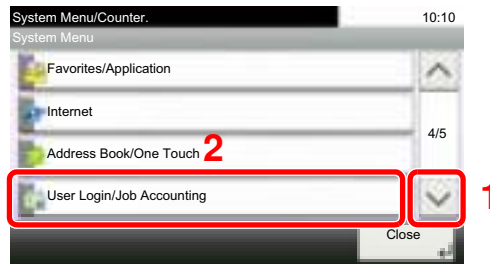 System Menu/Counter. 10:10
System Menu
Favorites/Application
Internet
4/5
Address Book/One Touch 2
User Login/Job Accounting
1
Close